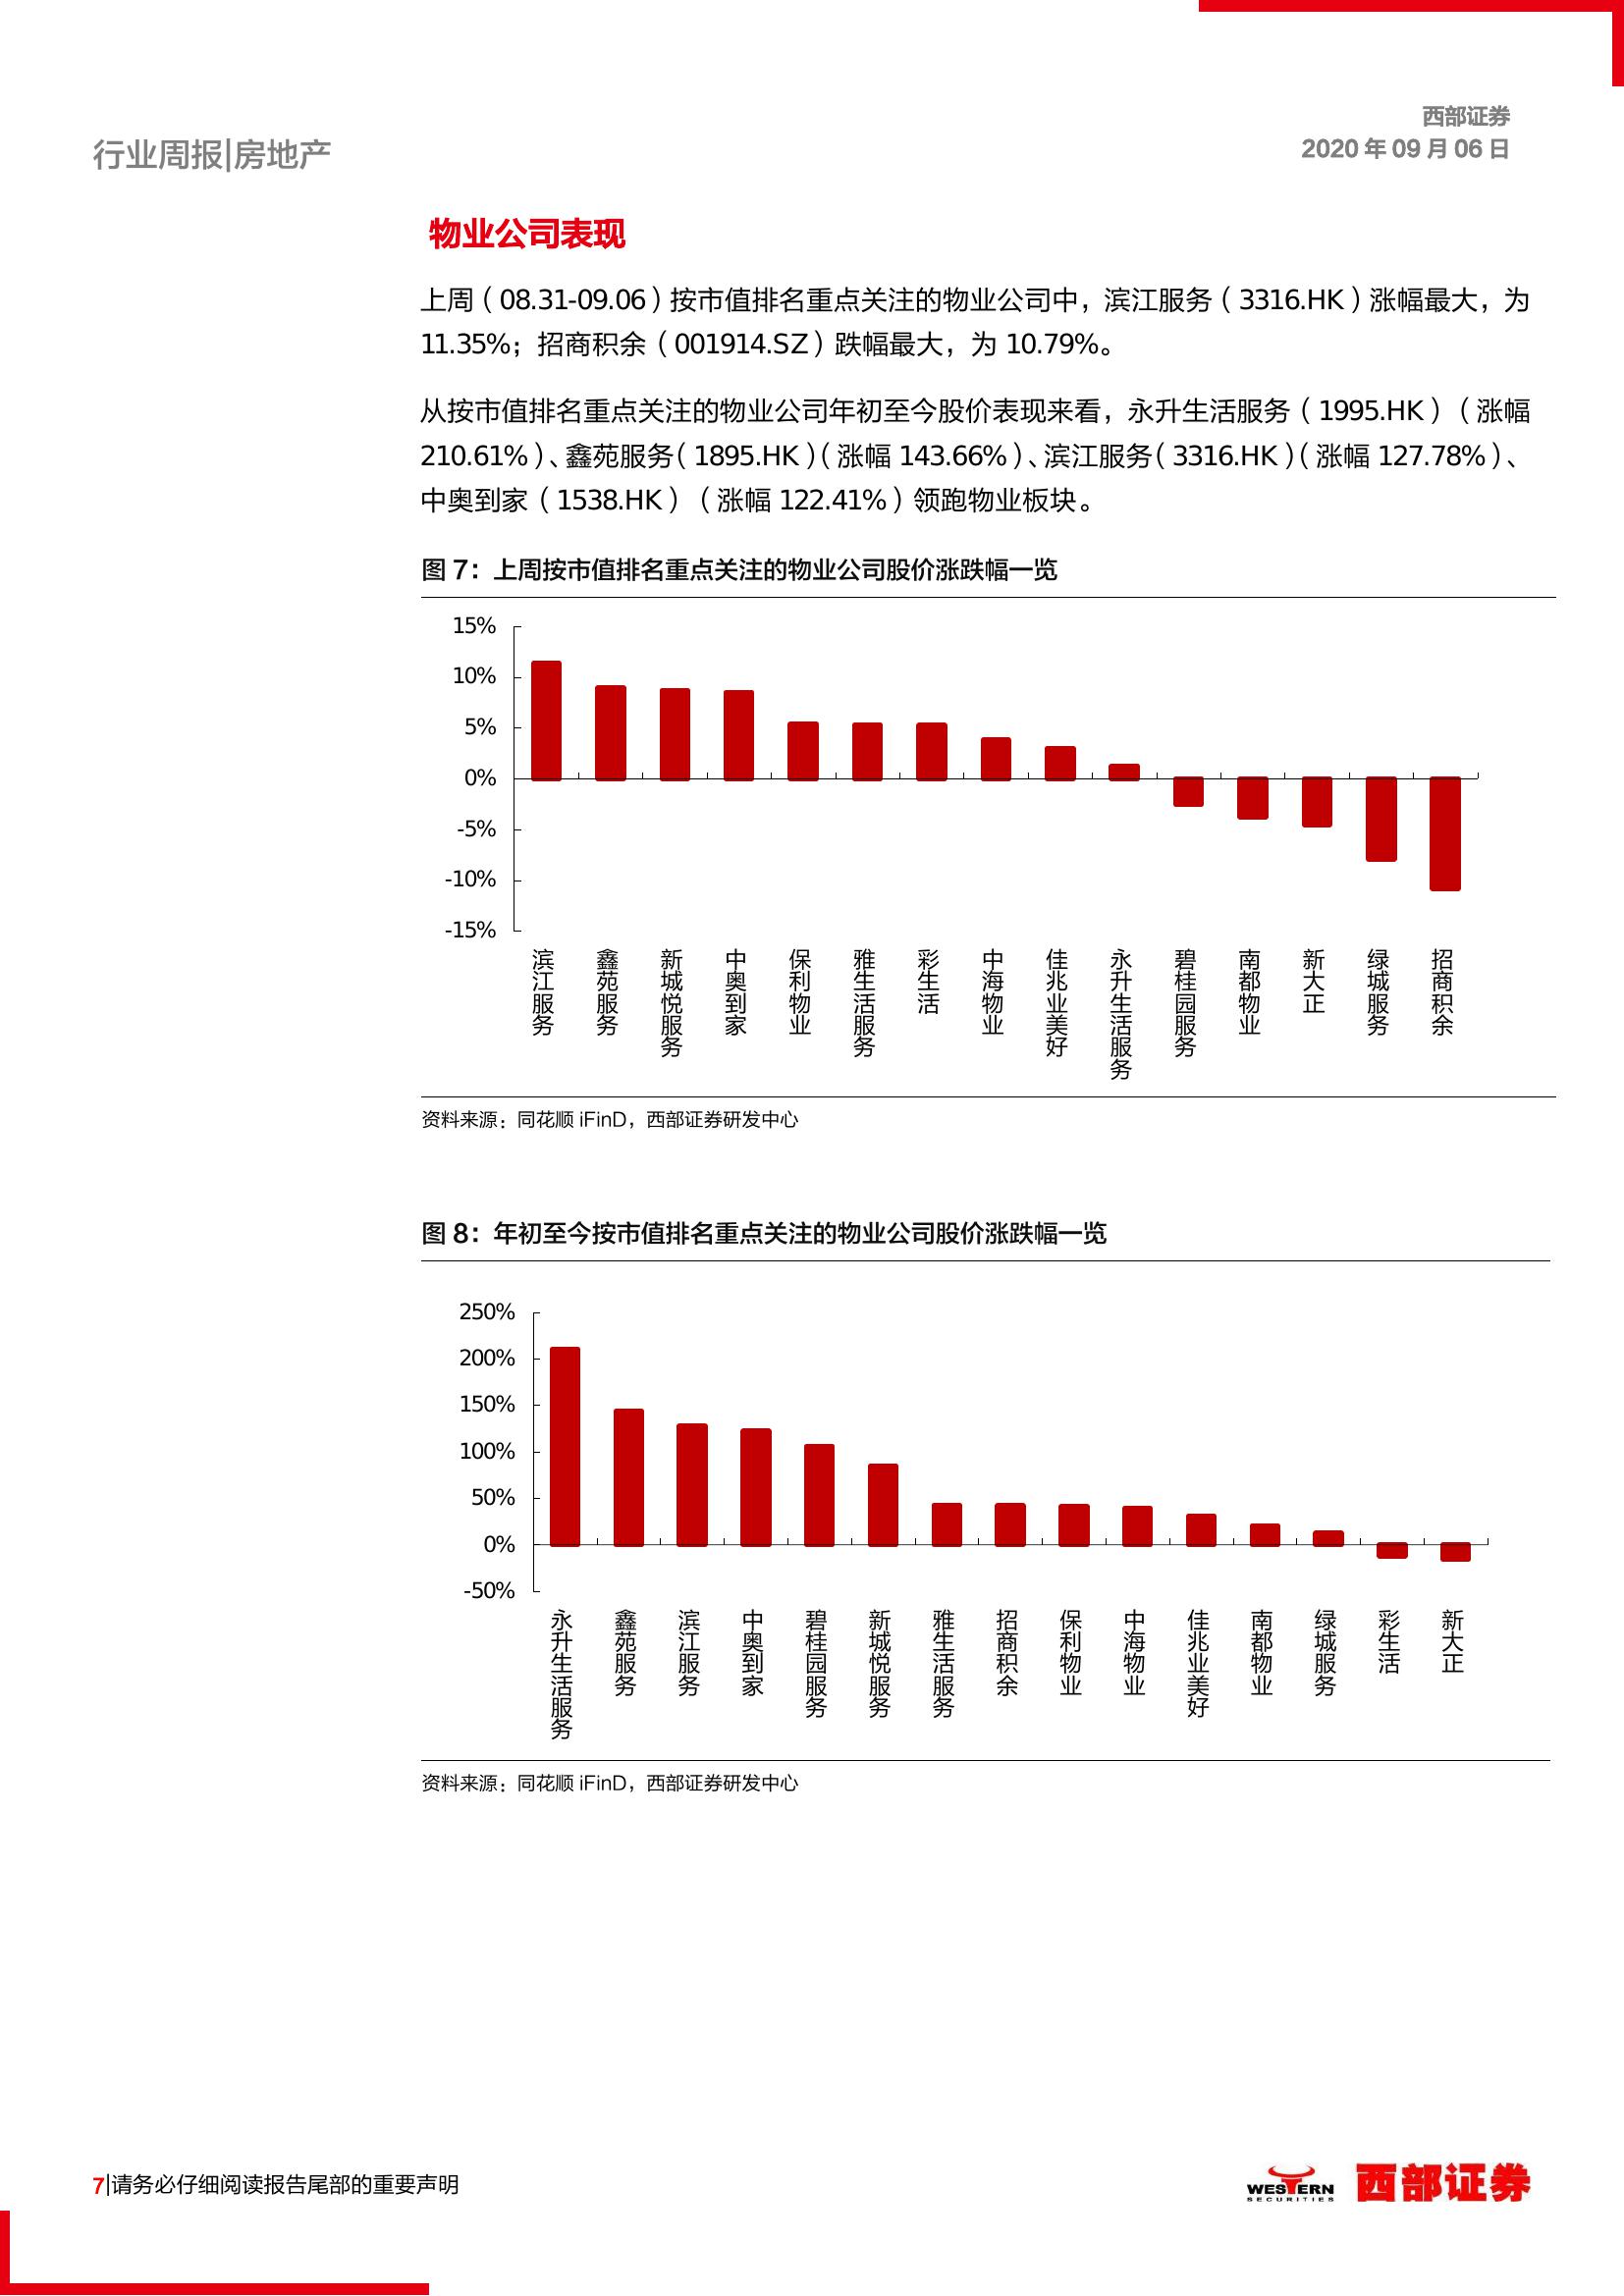 西部证券
行业周报|房地产
2020 年 09 月 06 日
物业公司表现
上周（08.31-09.06）按市值排名重点关注的物业公司中，滨江服务（3316.HK）涨幅最大，为
11.35%；招商积余（001914.SZ）跌幅最大，为 10.79%。
从按市值排名重点关注的物业公司年初至今股价表现来看，永升生活服务（1995.HK）（涨幅
210.61%）、鑫苑服务（1895.HK）（涨幅 143.66%）、滨江服务（3316.HK）（涨幅 127.78%）、
中奥到家（1538.HK）（涨幅 122.41%）领跑物业板块。
图 7：上周按市值排名重点关注的物业公司股价涨跌幅一览
15%
10%
5%
0%
-5%
-10%
-15%
滨江服务
鑫苑服务
新城悦服务
中奥到家
保利物业
雅生活服务
彩生活
中海物业
佳兆业美好
永升生活服务
碧桂园服务
南都物业
新大正
绿城服务
招商积余
资料来源：同花顺 iFinD，西部证券研发中心
图 8：年初至今按市值排名重点关注的物业公司股价涨跌幅一览
250%
200%
150%
100%
50%
0%
-50%
永升生活服务
鑫苑服务
滨江服务
中奥到家
碧桂园服务
新城悦服务
雅生活服务
招商积余
保利物业
中海物业
佳兆业美好
南都物业
绿城服务
彩生活
新大正
资料来源：同花顺 iFinD，西部证券研发中心
7|请务必仔细阅读报告尾部的重要声明
WESTERN
SECURITIES
西部证券